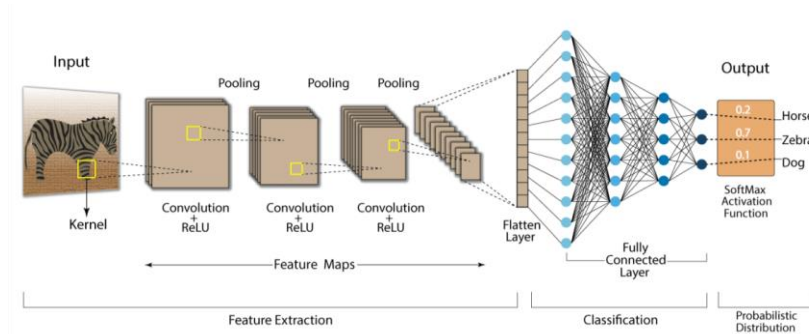 Input
Kernel
Pooling
Pooling
Pooling
Convolution
+
ReLU
Convolution
+
ReLU
Convolution
+
ReLU
Feature Maps
Flatten
Layer
Fully
Connected
Layer
Output
0.2
0.7
0.1
Horse
Zebra
Dog
SoftMax
Activation
Function
Feature Extraction
Classification
Probabilistic
Distribution